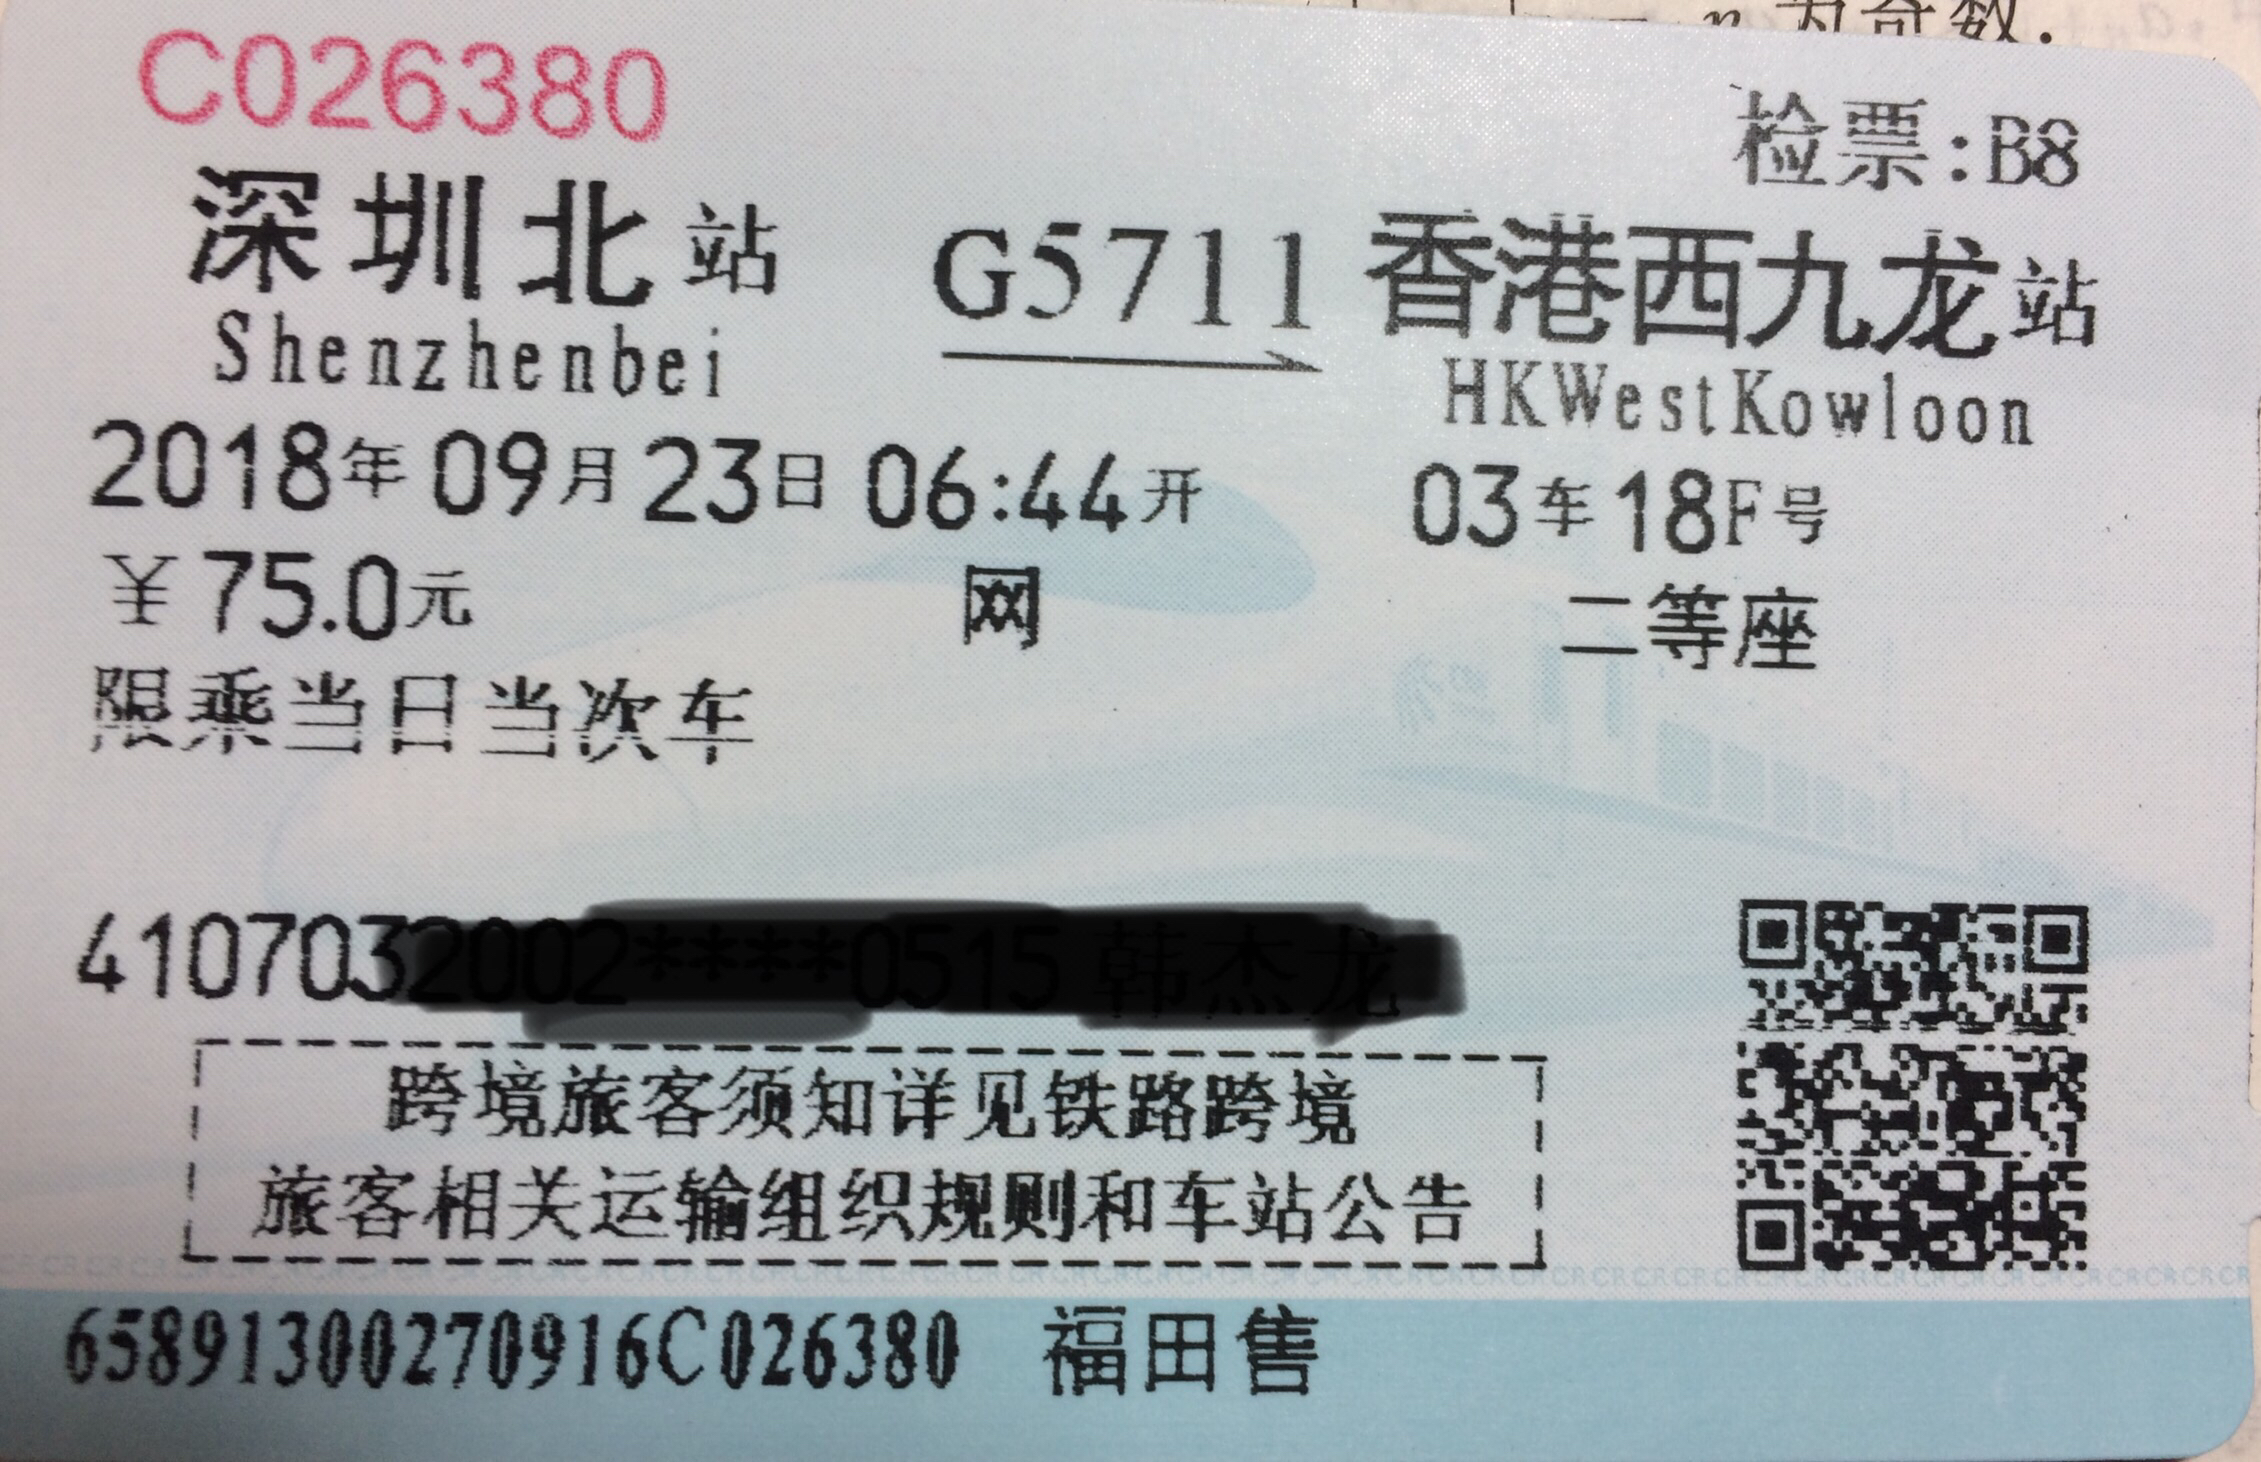 n 为奇数.
C026380
检票:B8
深圳北站 G5711 香港西九龙站
Shenzhenbei HKWestKowloon
2018年09月23日06:44开 03车18F号
￥75.0元 网 二等座
限乘当日当次车
410703
跨境旅客须知详见铁路跨境
旅客相关运输组织规则和车站公告
65891300270916C026380 福田售